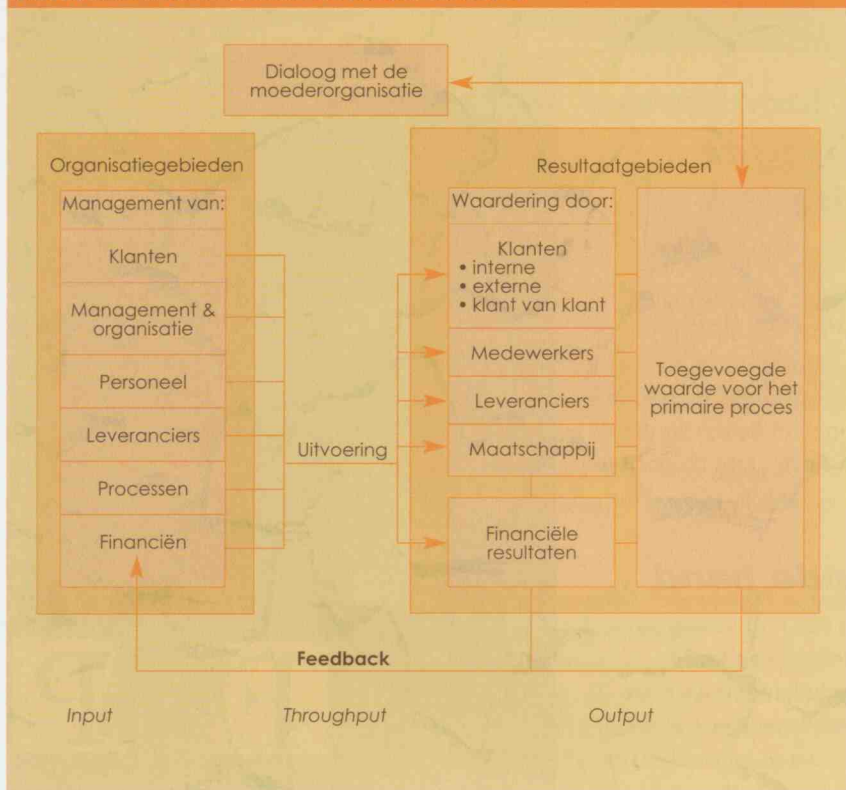 Dialoog met de
moederorganisatie
Organisatiegebieden
Management van:
Klanten
Management &
organisatie
Personeel
Leveranciers
Processen
Financiën
Uitvoering
Resultaatgebieden
Waardering door:
Klanten
• interne
• externe
• klant van klant
Medewerkers
Leveranciers
Maatschappij
Financiële
resultaten
Toegevoegde
waarde voor het
primaire proces
Feedback
Input
Throughput
Output